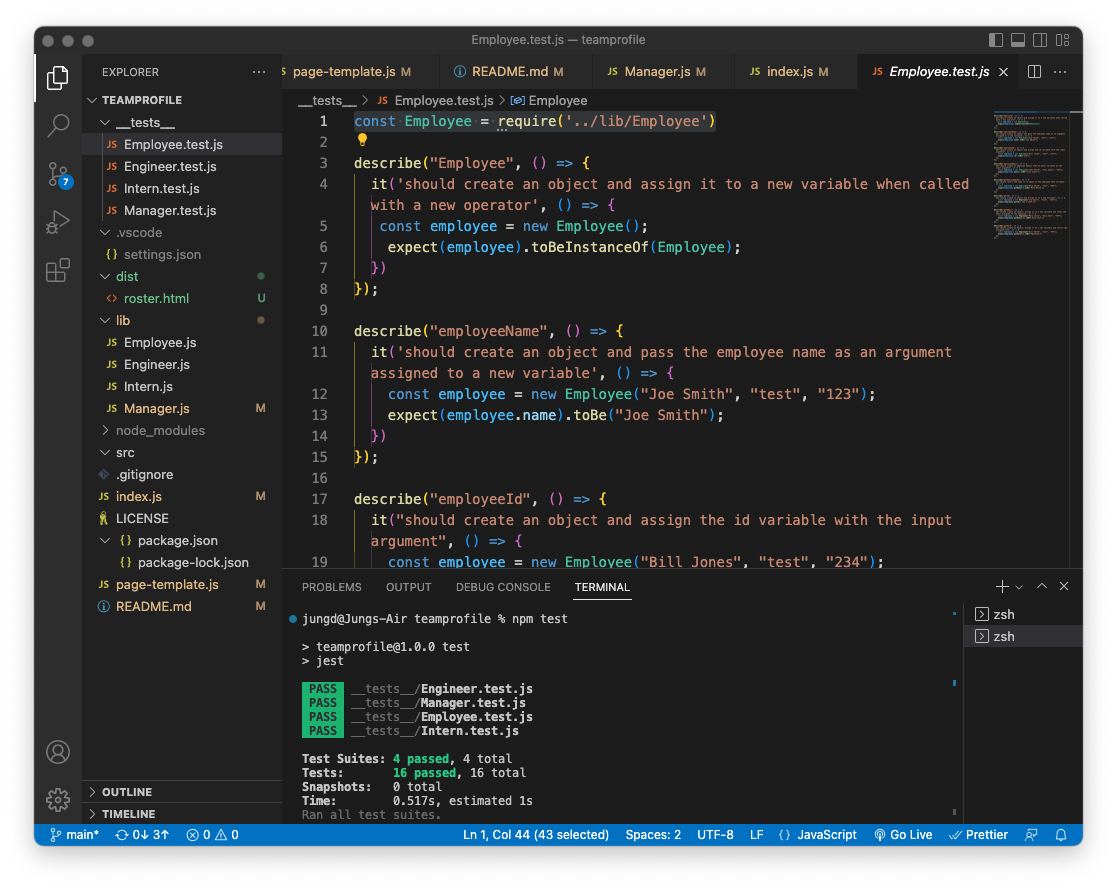 Employee.test.js — teamprofile
EXPLORER
page-template.js M
README.md M
Manager.js M
index.js M
Employee.test.js
TEAMPROFILE
__tests__
Employee.test.js
Engineer.test.js
Intern.test.js
Manager.test.js
.vscode
settings.json
dist
roster.html U
lib
Employee.js
Engineer.js
Intern.js
Manager.js M
node_modules
src
.gitignore
index.js M
LICENSE
package.json
package-lock.json
page-template.js M
README.md M
OUTLINE
TIMELINE
7
__tests__ > JS Employee.test.js > Employee
1 const Employee = require('../lib/Employee')
2
3 describe("Employee", () => {
4 it('should create an object and assign it to a new variable when called
with a new operator', () => {
5 const employee = new Employee();
6 expect(employee).toBeInstanceOf(Employee);
7 })
8 });
9
10 describe("employeeName", () => {
11 it('should create an object and pass the employee name as an argument
assigned to a new variable', () => {
12 const employee = new Employee("Joe Smith", "test", "123");
13 expect(employee.name).toBe("Joe Smith");
14 })
15 });
16
17 describe("employeeId", () => {
18 it("should create an object and assign the id variable with the input
argument", () => {
19 const employee = new Employee("Bill Jones", "test", "234");
PROBLEMS OUTPUT DEBUG CONSOLE TERMINAL
jungd@Jungs-Air teamprofile % npm test
> teamprofile@1.0.0 test
> jest
PASS __tests__/Engineer.test.js
PASS __tests__/Manager.test.js
PASS __tests__/Employee.test.js
PASS __tests__/Intern.test.js
Test Suites: 4 passed, 4 total
Tests: 16 passed, 16 total
Snapshots: 0 total
Time: 0.517s, estimated 1s
Ran all test suites.
zsh
zsh
main* 0↓ 3↑ 0 0 Ln 1, Col 44 (43 selected) Spaces: 2 UTF-8 LF {} JavaScript Go Live Prettier